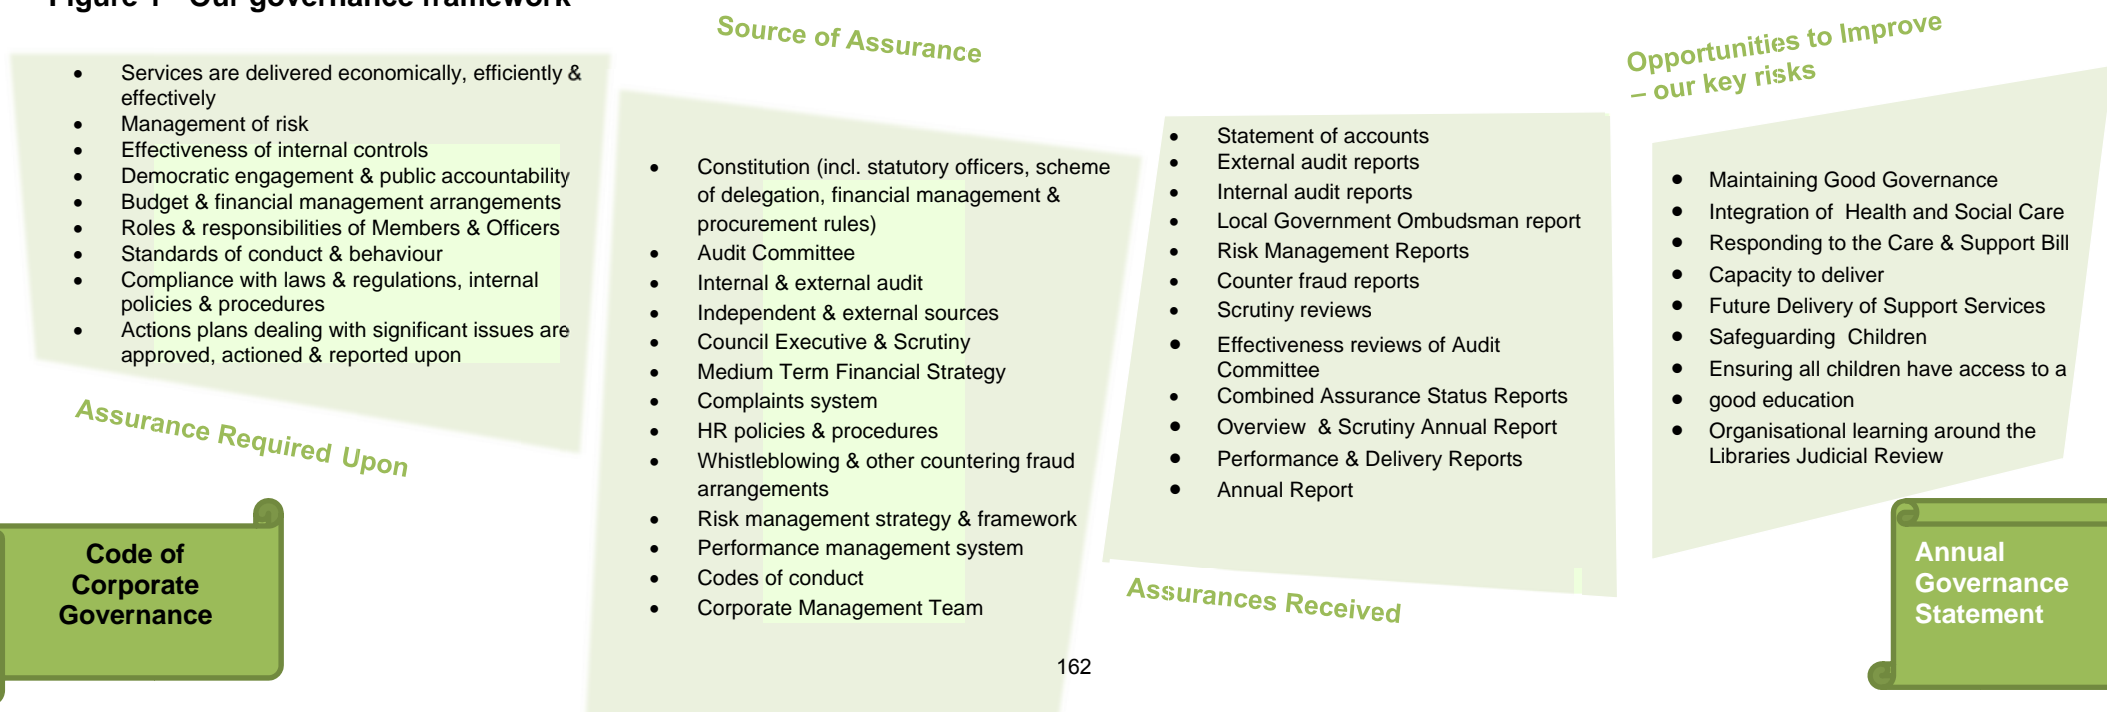 Figure 1 - Our governance framework
Source of Assurance
Opportunities to Improve
– our key risks
• Services are delivered economically, efficiently &
effectively
• Management of risk
• Effectiveness of internal controls
• Democratic engagement & public accountability
• Budget & financial management arrangements
• Roles & responsibilities of Members & Officers
• Standards of conduct & behaviour
• Compliance with laws & regulations, internal
policies & procedures
• Actions plans dealing with significant issues are
approved, actioned & reported upon
Assurance Required Upon
Code of
Corporate
Governance
• Constitution (incl. statutory officers, scheme
of delegation, financial management &
procurement rules)
• Audit Committee
• Internal & external audit
• Independent & external sources
• Council Executive & Scrutiny
• Medium Term Financial Strategy
• Complaints system
• HR policies & procedures
• Whistleblowing & other countering fraud
arrangements
• Risk management strategy & framework
• Performance management system
• Codes of conduct
• Corporate Management Team
• Statement of accounts
• External audit reports
• Internal audit reports
• Local Government Ombudsman report
• Risk Management Reports
• Counter fraud reports
• Scrutiny reviews
• Effectiveness reviews of Audit
Committee
• Combined Assurance Status Reports
• Overview & Scrutiny Annual Report
• Performance & Delivery Reports
• Annual Report
Assurances Received
• Maintaining Good Governance
• Integration of Health and Social Care
• Responding to the Care & Support Bill
• Capacity to deliver
• Future Delivery of Support Services
• Safeguarding Children
• Ensuring all children have access to a
• good education
• Organisational learning around the
Libraries Judicial Review
Annual
Governance
Statement
162